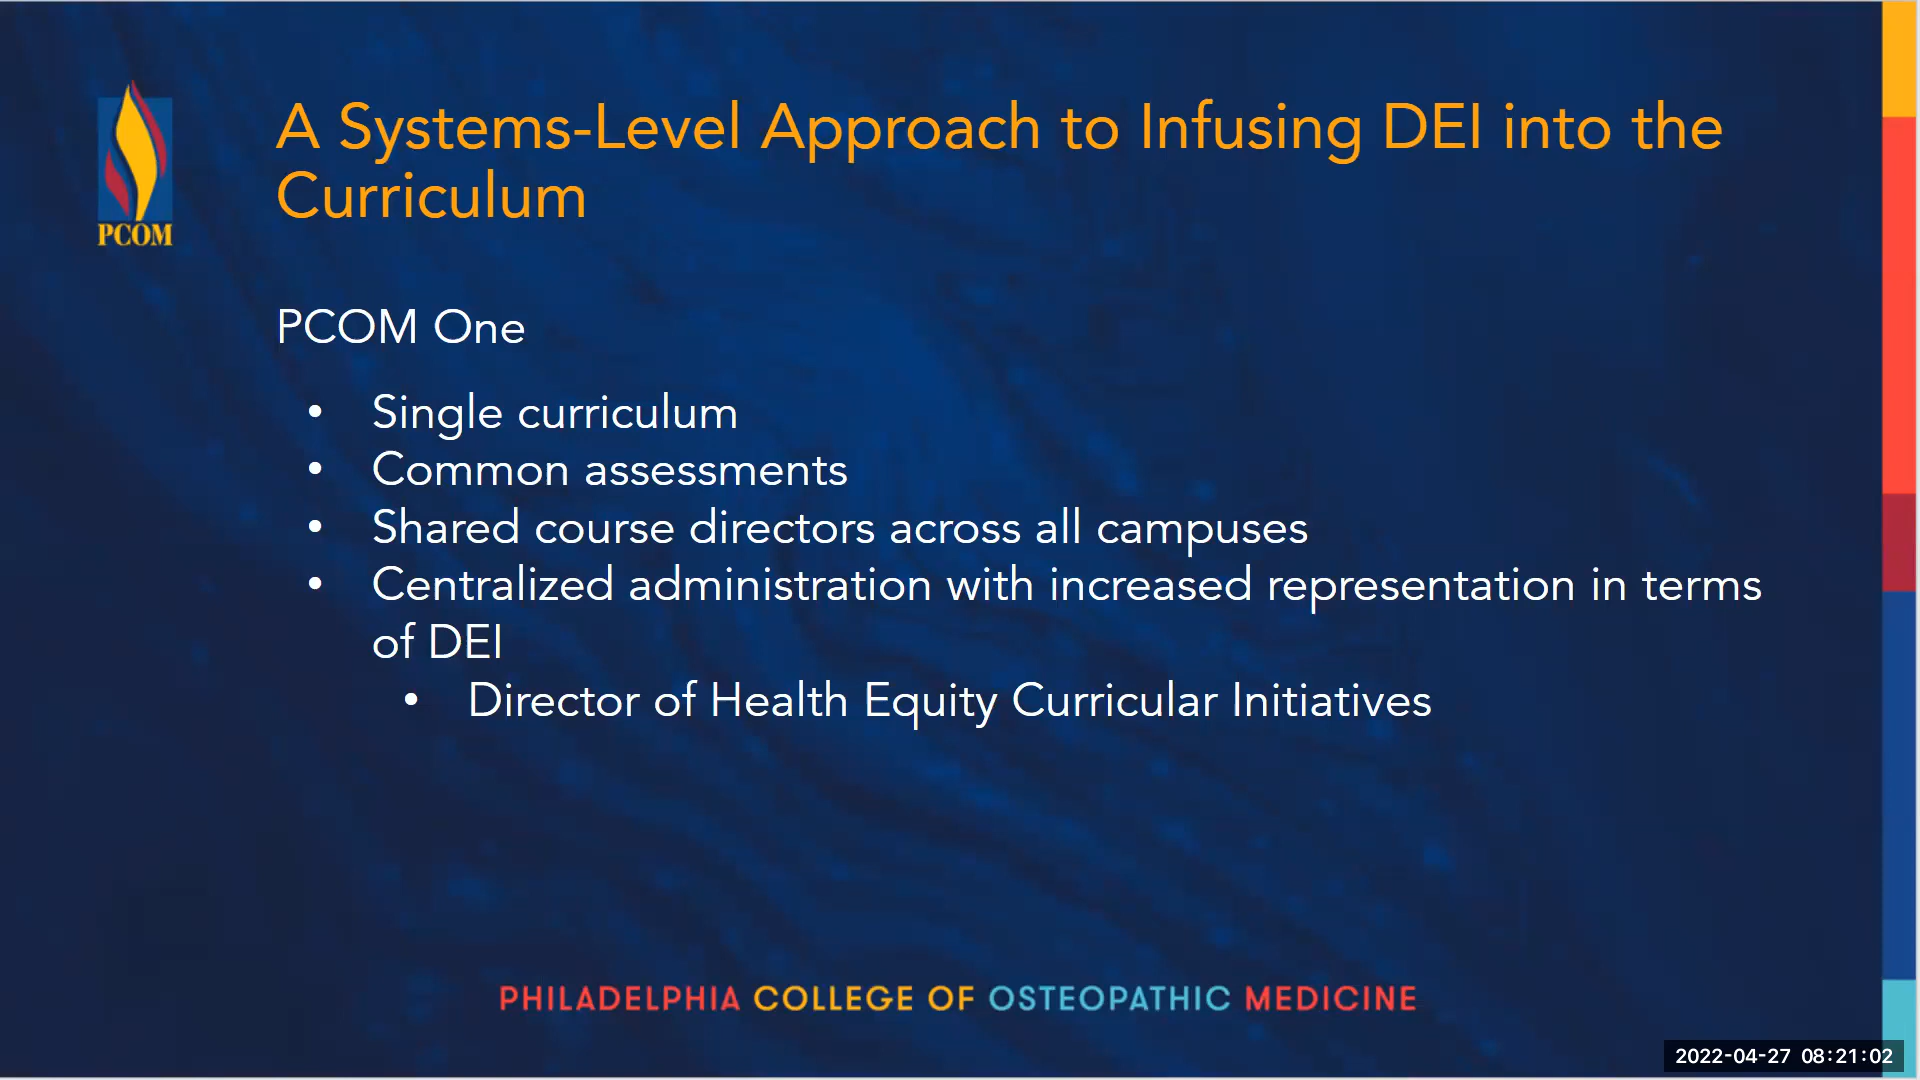 PCOM
A Systems-Level Approach to Infusing DEI into the
Curriculum
PCOM One
• Single curriculum
• Common assessments
• Shared course directors across all campuses
• Centralized administration with increased representation in terms
of DEI
• Director of Health Equity Curricular Initiatives
PHILADELPHIA COLLEGE OF OSTEOPATHIC MEDICINE
2022-04-27 08:21:02